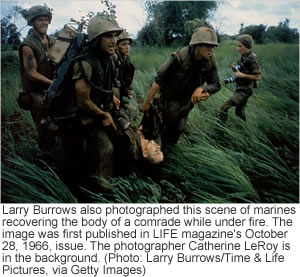 Larry Burrows also photographed this scene of marines
recovering the body of a comrade while under fire. The
image was first published in LIFE magazine's October
28, 1966, issue. The photographer Catherine LeRoy is
in the background. (Photo: Larry Burrows/Time & Life
Pictures, via Getty Images)